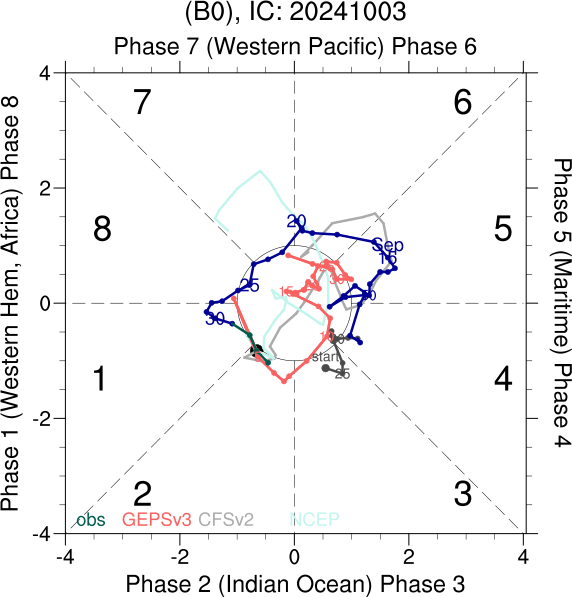 (B0), IC: 20241003
Phase 7 (Western Pacific) Phase 6
4
7
6
Phase 1 (Western Hem, Africa) Phase 8
Phase 5 (Maritime) Phase 4
2
20
8
5
Sep
15
25
15
30
0
30
start
25
1
4
-2
2
3
obs GEPSv3 CFSv2 NCEP
-4
-4 -2 0 2 4
Phase 2 (Indian Ocean) Phase 3